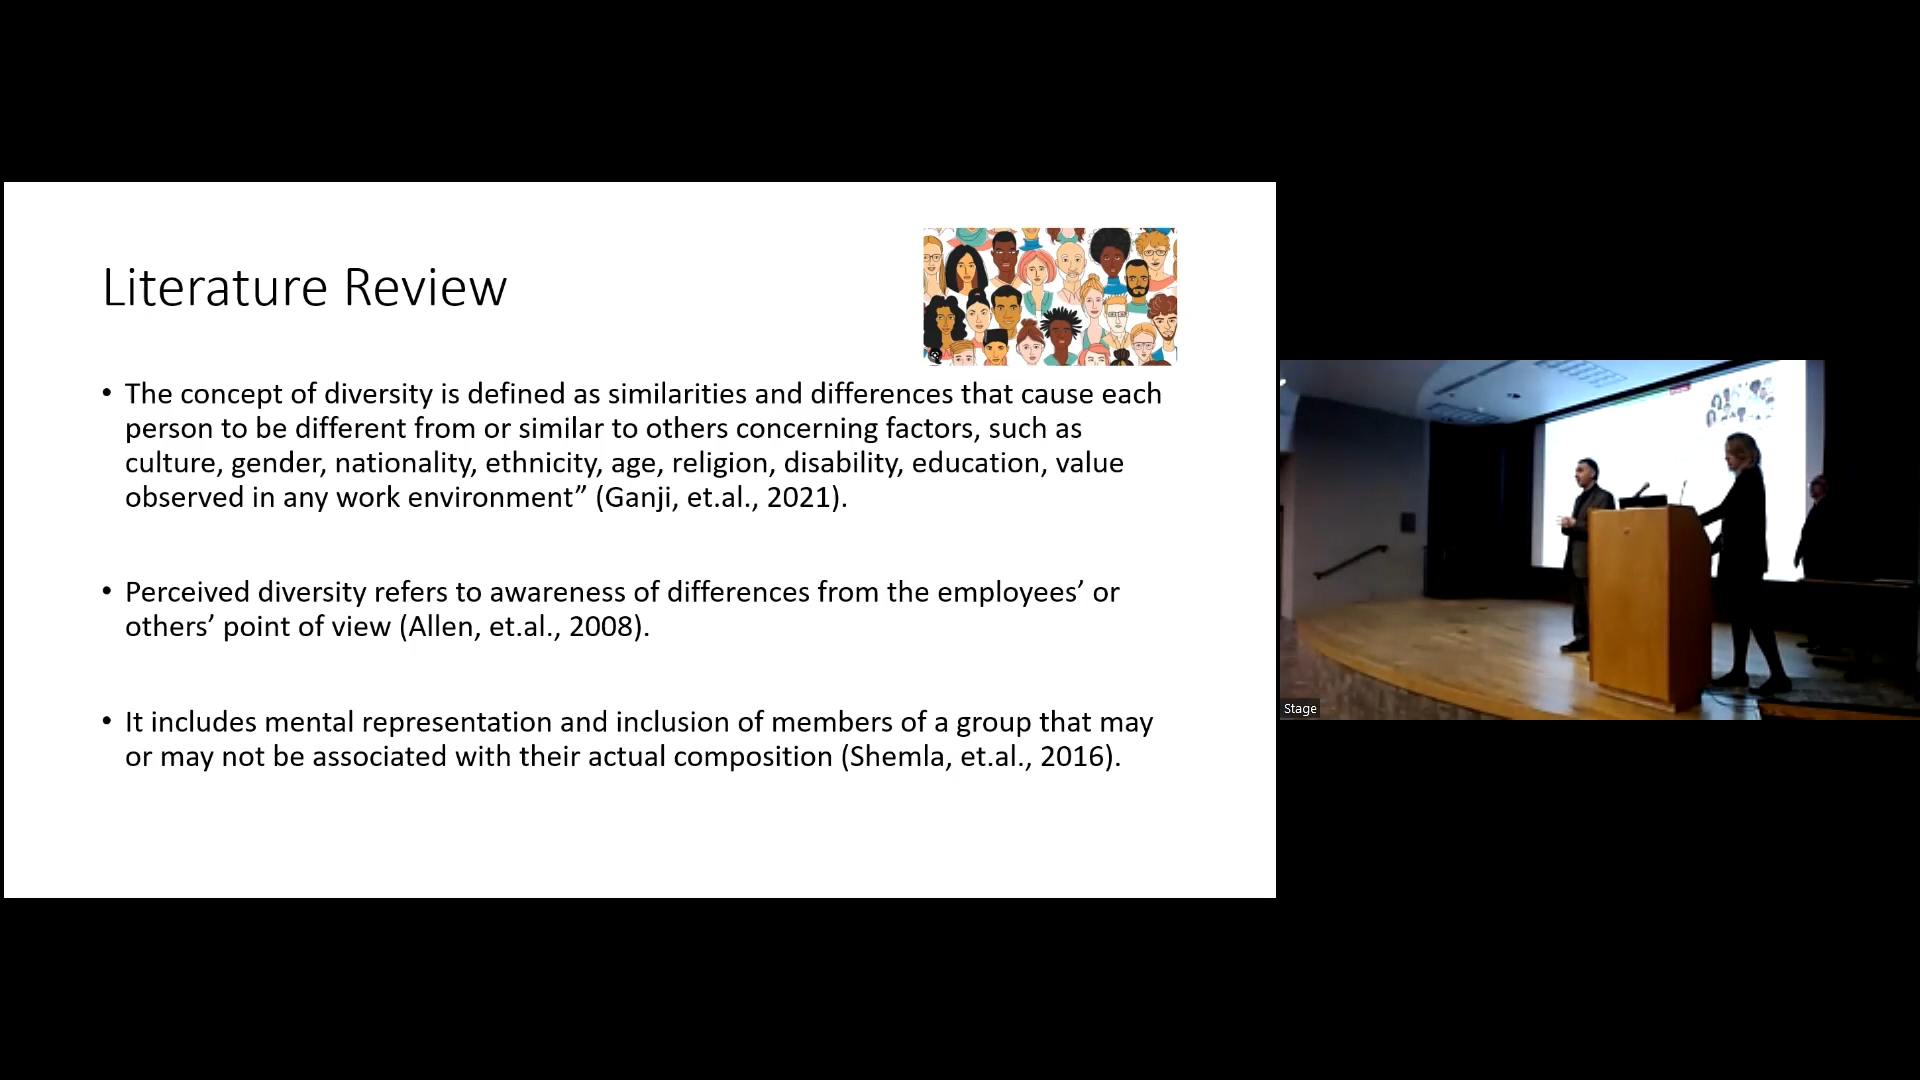 Literature Review
• The concept of diversity is defined as similarities and differences that cause each
person to be different from or similar to others concerning factors, such as
culture, gender, nationality, ethnicity, age, religion, disability, education, value
observed in any work environment” (Ganji, et.al., 2021).
• Perceived diversity refers to awareness of differences from the employees’ or
others’ point of view (Allen, et.al., 2008).
• It includes mental representation and inclusion of members of a group that may
or may not be associated with their actual composition (Shemla, et.al., 2016).
Stage